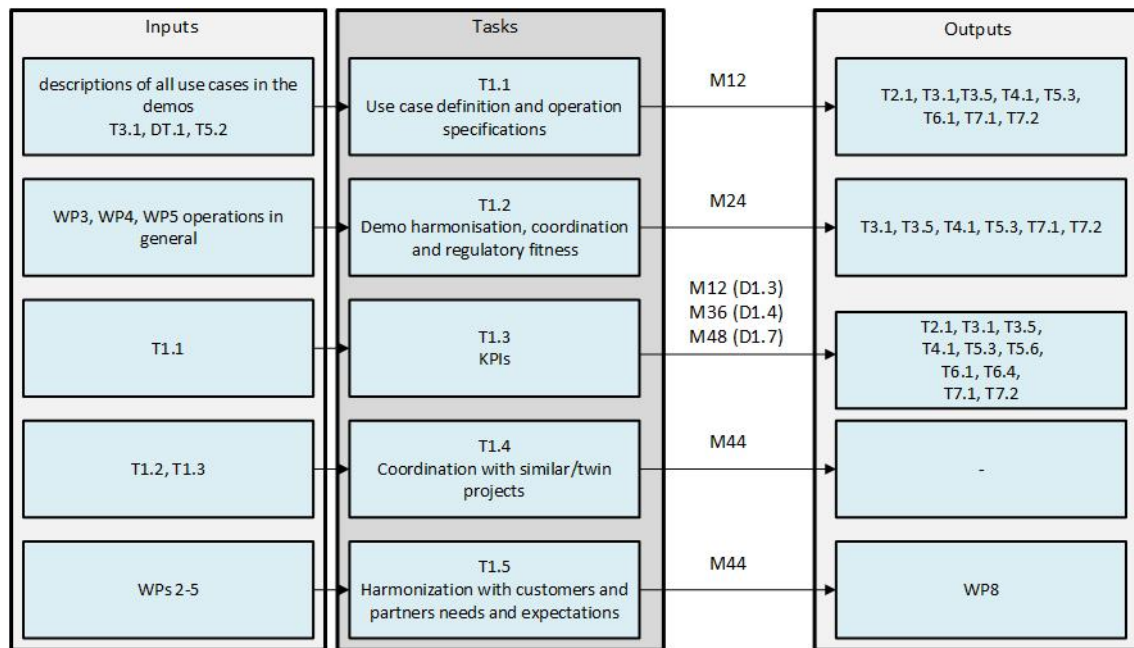 Inputs
Tasks
Outputs
descriptions of all use cases in the
demos
T3.1, DT.1, T5.2
T1.1
Use case definition and operation
specifications
M12
T2.1, T3.1,T3.5, T4.1, T5.3,
T6.1, T7.1, T7.2
WP3, WP4, WP5 operations in
general
T1.2
Demo harmonisation, coordination
and regulatory fitness
M24
T3.1, T3.5, T4.1, T5.3, T7.1, T7.2
T1.1
T1.3
KPIs
M12 (D1.3)
M36 (D1.4)
M48 (D1.7)
T2.1, T3.1, T3.5,
T4.1, T5.3, T5.6,
T6.1, T6.4,
T7.1, T7.2
T1.2, T1.3
T1.4
Coordination with similar/twin
projects
M44
-
WPs 2-5
T1.5
Harmonization with customers and
partners needs and expectations
M44
WP8